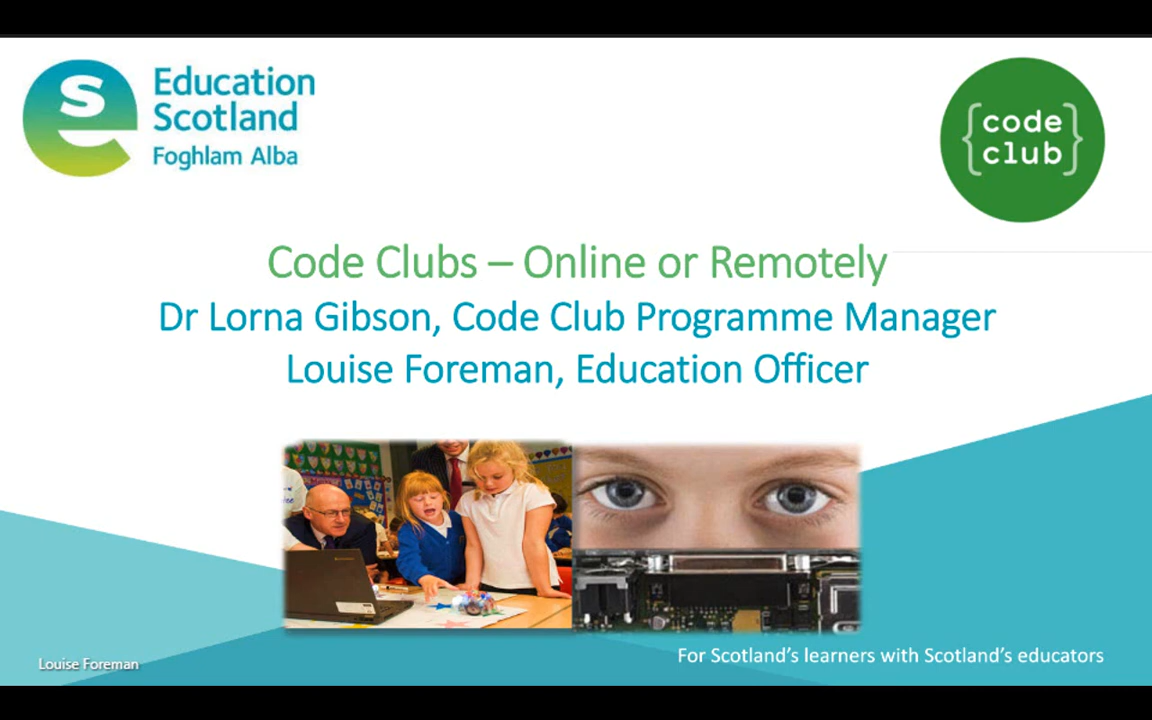 Education
Scotland
Foghlam Alba
{code
club}
Code Clubs – Online or Remotely
Dr Lorna Gibson, Code Club Programme Manager
Louise Foreman, Education Officer
For Scotland's learners with Scotland's educators
Louise Foreman